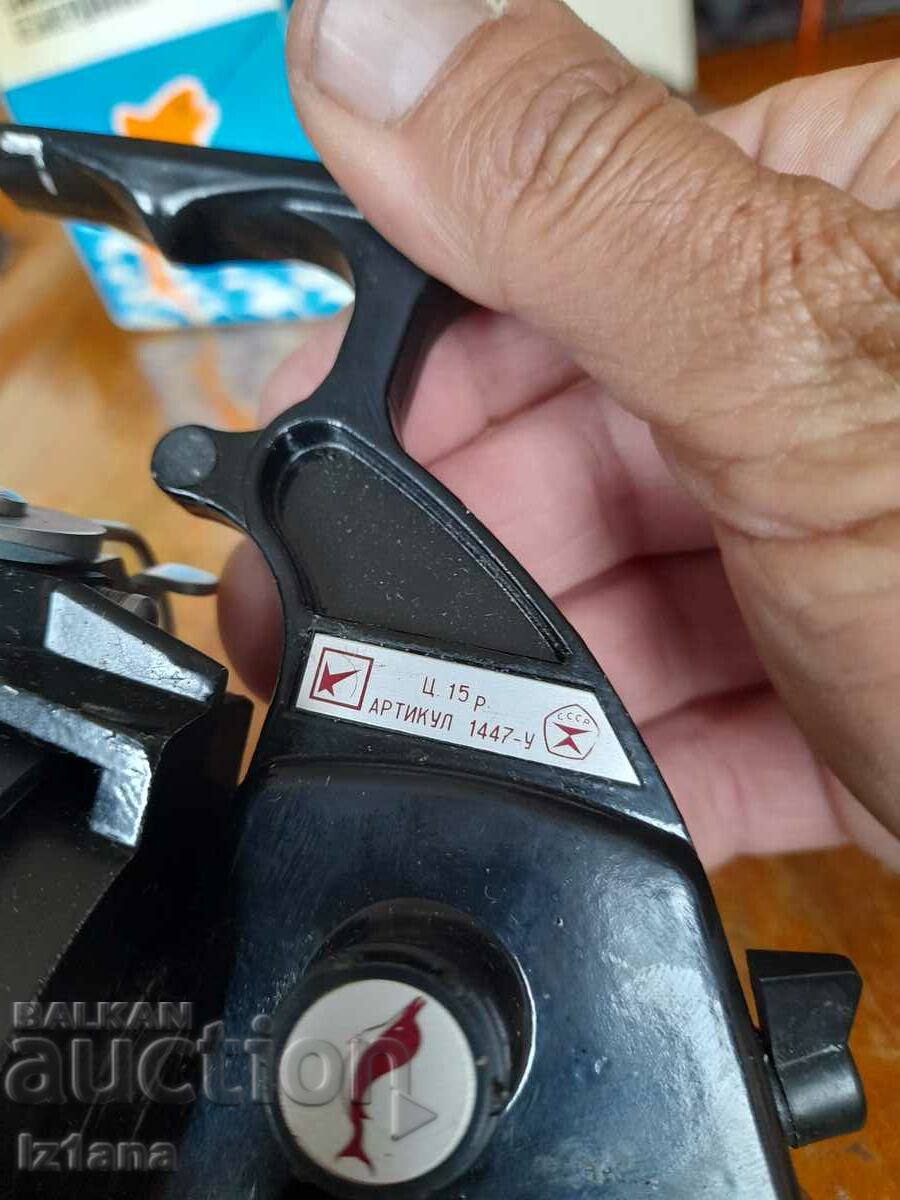 Ц. 15 р.
АРТИКУЛ 1447-у
СССР
BALKAN
auction
Iz1ana